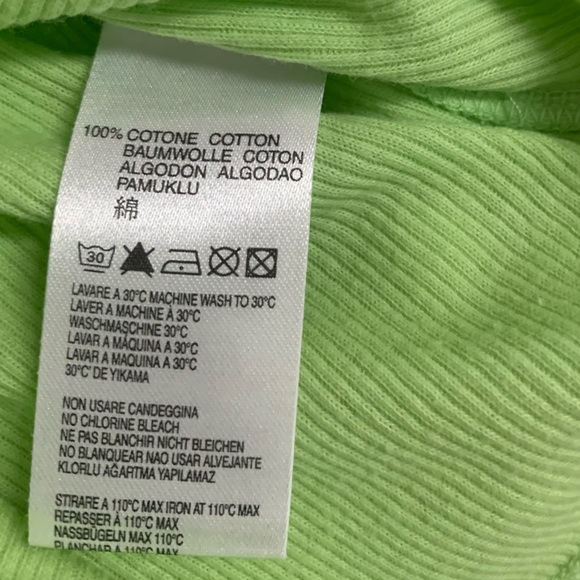 100% COTONE COTTON
BAUMWOLLE COTON
ALGODON ALGODAO
PAMUKLU
綿
30
LAVARE A 30°C MACHINE WASH TO 30°C
LAVER A MACHINE À 30°C
WASCHMASCHINE 30°C
LAVAR A MÁQUINA A 30°C
LAVAR A MAQUINA A 30°C
30°C' DE YIKAMA
NON USARE CANDEGGINA
NO CHLORINE BLEACH
NE PAS BLANCHIR NICHT BLEICHEN
NO BLANQUEAR NAO USAR ALVEJANTE
KLORLU AĞARTMA YAPILAMAZ
STIRARE A 110°C MAX IRON AT 110°C MAX
REPASSER À 110°C MAX
NASSBÜGELN MAX 110°C
PLANCHAR A 110°C MAX